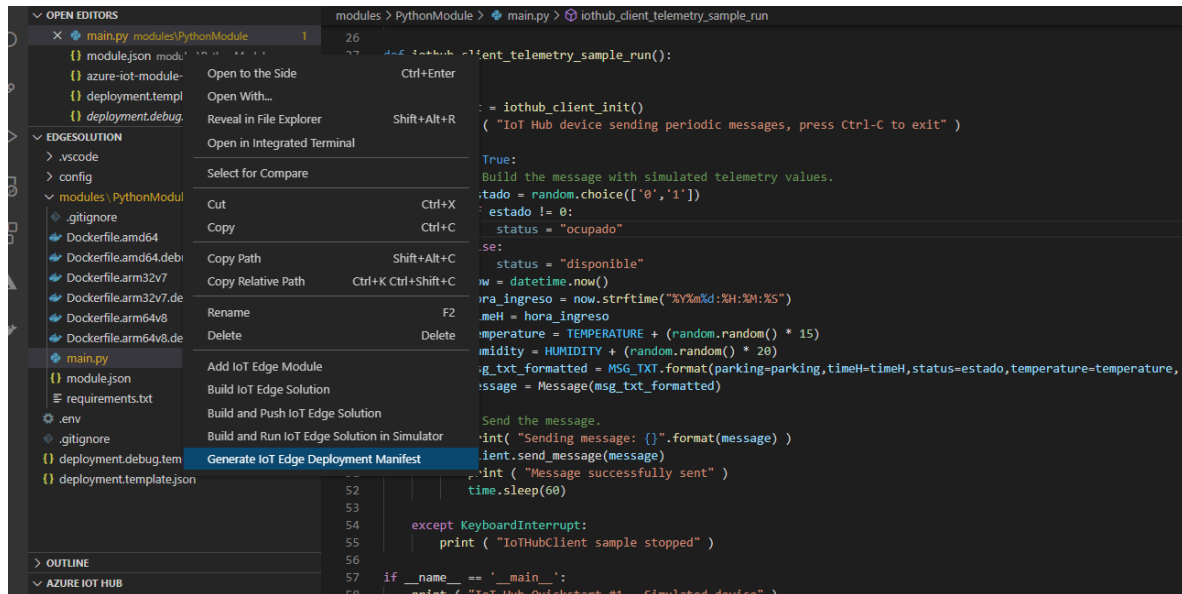 OPEN EDITORS
main.py modules\PythonModule 1
{} module.json
{} azure-iot-module-
{} deployment.templ
{} deployment.debug.
EDGESOLUTION
.vscode
config
modules\PythonModul
.gitignore
Dockerfile.amd64
Dockerfile.amd64.deb
Dockerfile.arm32v7
Dockerfile.arm32v7.de
Dockerfile.arm64v8
Dockerfile.arm64v8.de
main.py
{} module.json
requirements.txt
.env
.gitignore
{} deployment.debug.tem
{} deployment.template.json
OUTLINE
AZURE IOT HUB
Open to the Side Ctrl+Enter
Open With...
Reveal in File Explorer Shift+Alt+R
Open in Integrated Terminal
Select for Compare
Cut Ctrl+X
Copy Ctrl+C
Copy Path Shift+Alt+C
Copy Relative Path Ctrl+K Ctrl+Shift+C
Rename F2
Delete Delete
Add IoT Edge Module
Build IoT Edge Solution
Build and Push IoT Edge Solution
Build and Run IoT Edge Solution in Simulator
Generate IoT Edge Deployment Manifest
modules > PythonModule > main.py > iothub_client_telemetry_sample_run
26
client_telemetry_sample_run():
= iothub_client_init()
( "IoT Hub device sending periodic messages, press Ctrl-C to exit" )
True:
Build the message with simulated telemetry values.
stado = random.choice(['0','1'])
estado != 0:
status = "ocupado"
se:
status = "disponible"
ow = datetime.now()
ora_ingreso = now.strftime("%Y%m%d:%H:%M:%S")
imeH = hora_ingreso
emperature = TEMPERATURE + (random.random() * 15)
umidity = HUMIDITY + (random.random() * 20)
sg_txt_formatted = MSG_TXT.format(parking=parking,timeH=timeH,status=estado,temperature=temperature,
essage = Message(msg_txt_formatted)
Send the message.
rint( "Sending message: {}".format(message) )
lient.send_message(message)
print ( "Message successfully sent" )
52 time.sleep(60)
53
54 except KeyboardInterrupt:
55 print ( "IoTHubClient sample stopped" )
56
57 if __name__ == '__main__':
print ( "IoT Hub Quickstart #1 - Simulated device" )